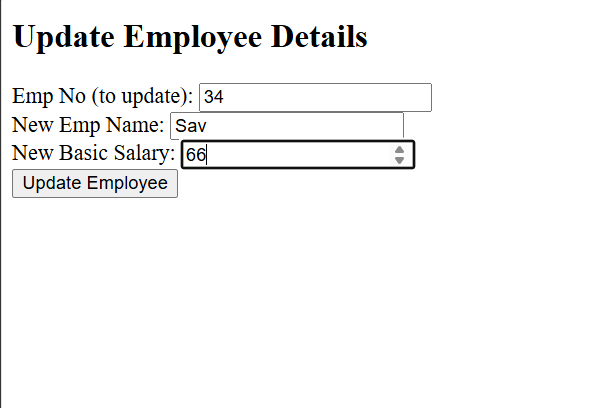 Update Employee Details
Emp No (to update): 34
New Emp Name: Sav
New Basic Salary: 66
Update Employee